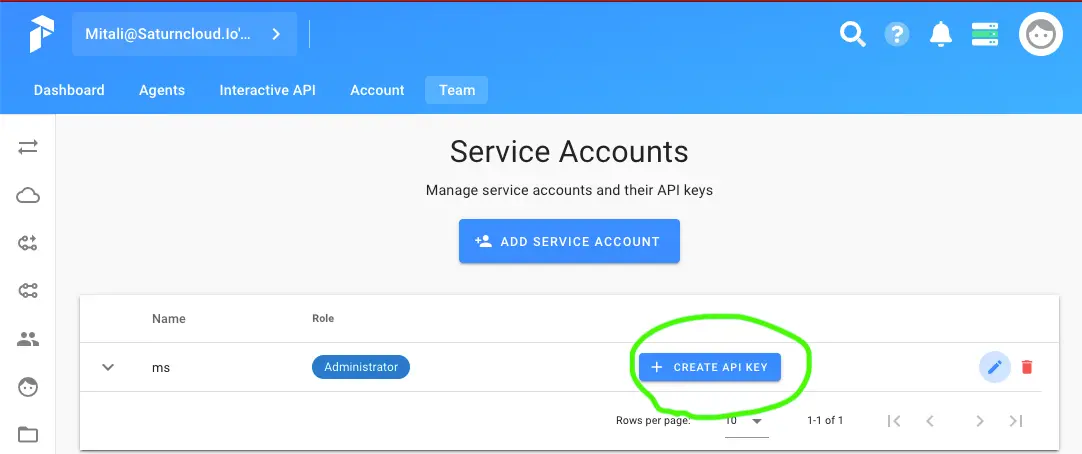 Mitali@Saturncloud.Io'...
?
Dashboard Agents Interactive API Account Team
Service Accounts
Manage service accounts and their API keys
ADD SERVICE ACCOUNT
Name Role
ms Administrator + CREATE API KEY
Rows per page: 10 1-1 of 1